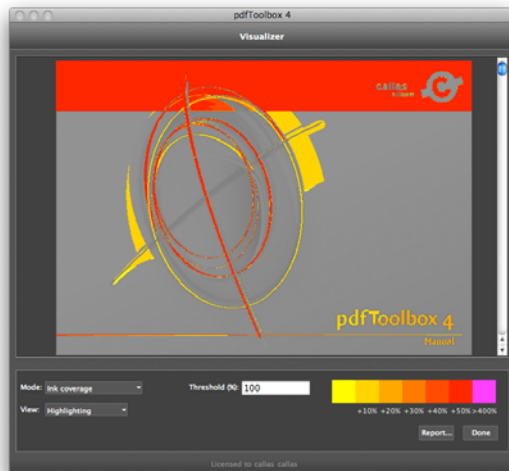 pdfToolbox 4
Visualizer
callas
pdfToolbox 4
Manual
Mode: Ink coverage
Threshold (%): 100
View: Highlighting
+10% +20% +30% +40% +50% >400%
Report... Done
Licensed to callas callas